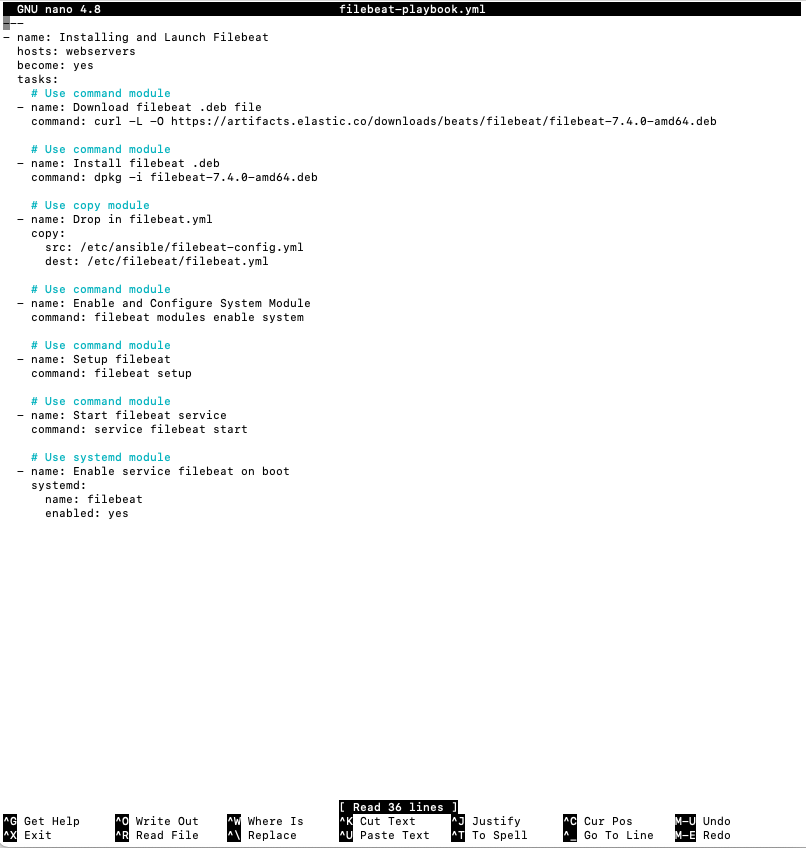 GNU nano 4.8 filebeat-playbook.yml
---
- name: Installing and Launch Filebeat
  hosts: webservers
  become: yes
  tasks:
    # Use command module
  - name: Download filebeat .deb file
    command: curl -L -O https://artifacts.elastic.co/downloads/beats/filebeat/filebeat-7.4.0-amd64.deb

    # Use command module
  - name: Install filebeat .deb
    command: dpkg -i filebeat-7.4.0-amd64.deb

    # Use copy module
  - name: Drop in filebeat.yml
    copy:
      src: /etc/ansible/filebeat-config.yml
      dest: /etc/filebeat/filebeat.yml

    # Use command module
  - name: Enable and Configure System Module
    command: filebeat modules enable system

    # Use command module
  - name: Setup filebeat
    command: filebeat setup

    # Use command module
  - name: Start filebeat service
    command: service filebeat start

    # Use systemd module
  - name: Enable service filebeat on boot
    systemd:
      name: filebeat
      enabled: yes

[ Read 36 lines ]
^G Get Help ^O Write Out ^W Where Is ^K Cut Text ^J Justify ^C Cur Pos M-U Undo
^X Exit ^R Read File ^\ Replace ^U Paste Text ^T To Spell ^_ Go To Line M-E Redo